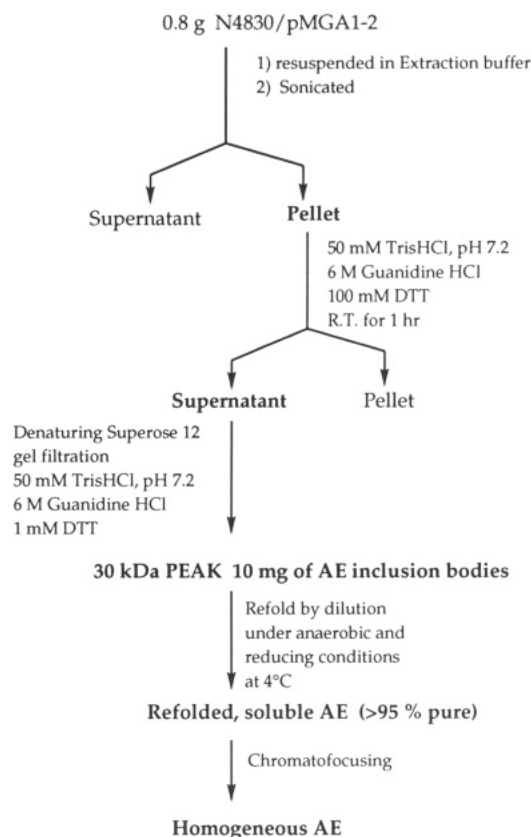 0.8 g N4830/pMGA1-2
1) resuspended in Extraction buffer
2) Sonicated
Supernatant Pellet
50 mM TrisHCl, pH 7.2
6 M Guanidine HCl
100 mM DTT
R.T. for 1 hr
Supernatant Pellet
Denaturing Superose 12
gel filtration
50 mM TrisHCl, pH 7.2
6 M Guanidine HCl
1 mM DTT
30 kDa PEAK 10 mg of AE inclusion bodies
Refold by dilution
under anaerobic and
reducing conditions
at 4°C
Refolded, soluble AE (>95 % pure)
Chromatofocusing
Homogeneous AE